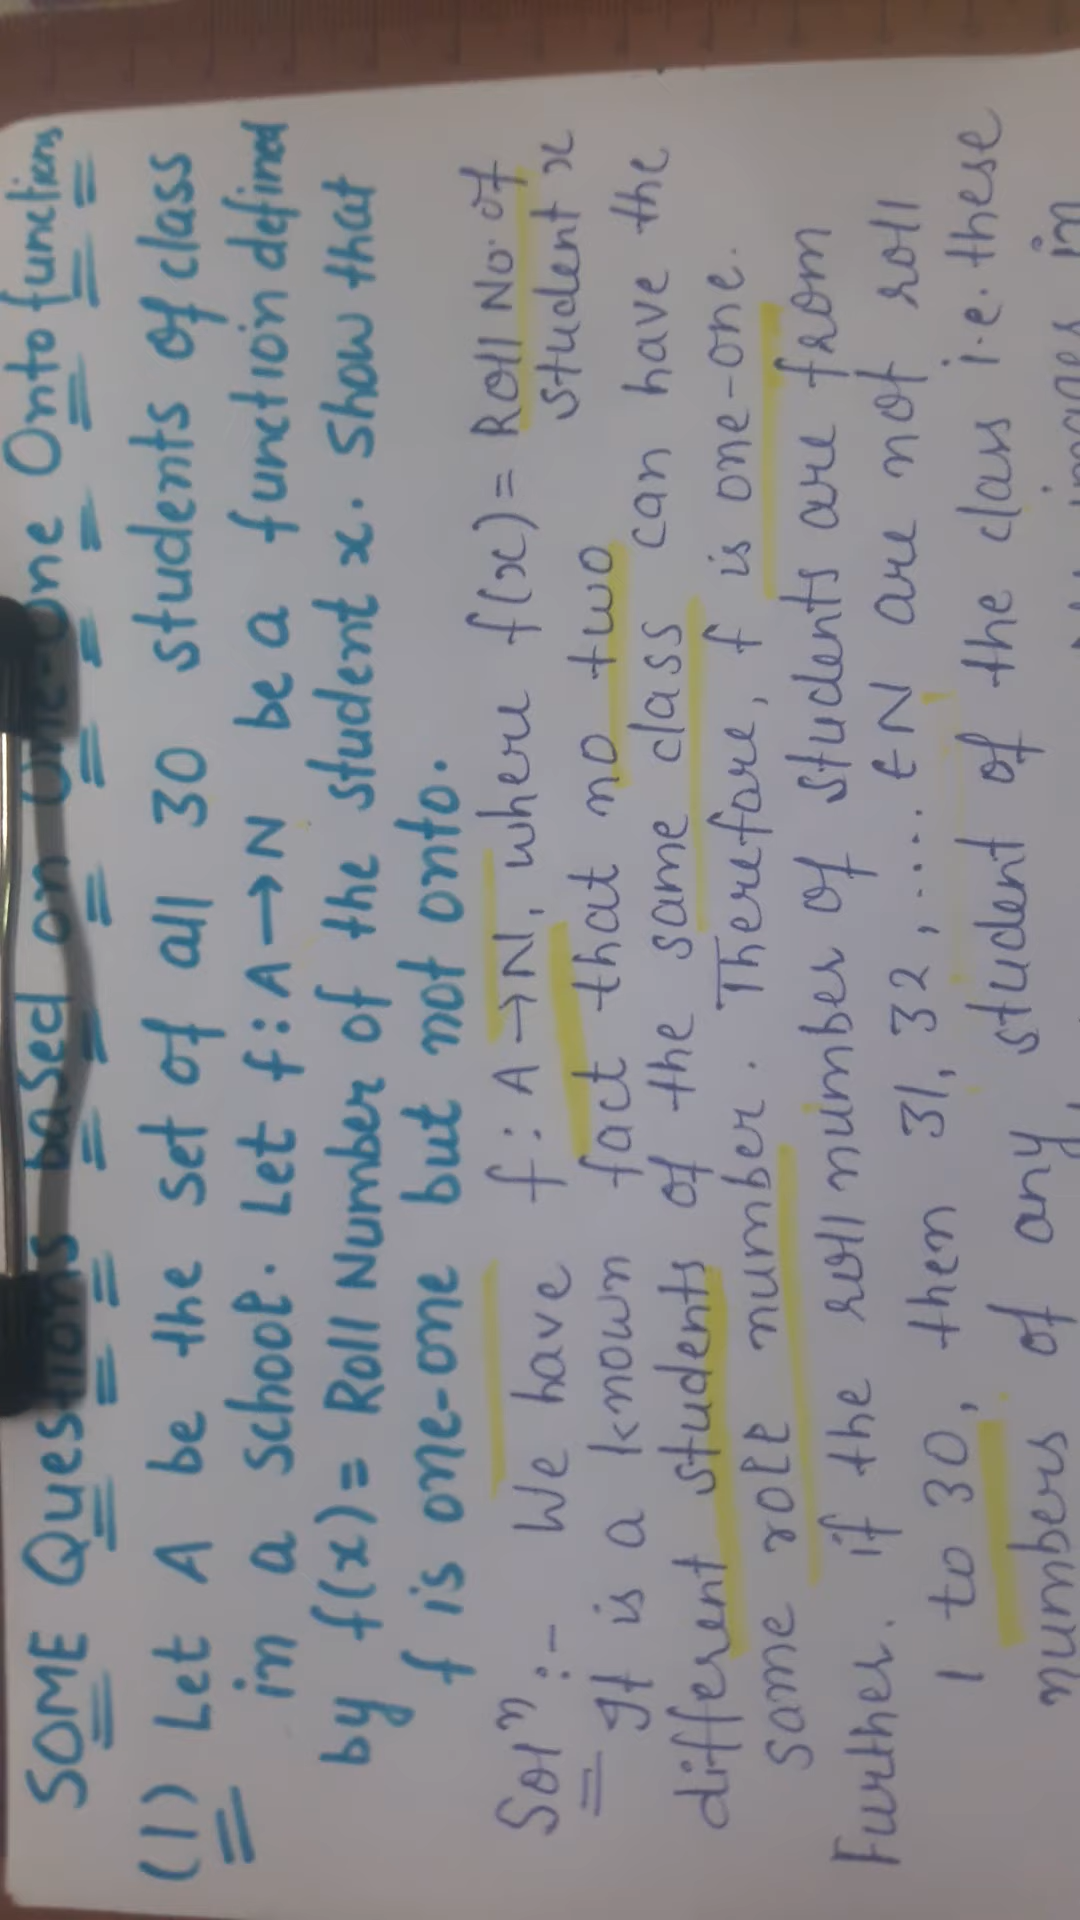 SOME Questions based on One-One Onto functions
(1) Let A be the set of all 30 students of class
in a school. Let f: A→N be a function defined
by f(x) = Roll Number of the student x. show that
f is one-one but not onto.
Solⁿ:- We have f: A→N, where f(x) = Roll No. of
student x
It is a known fact that no two
different students of the same class can have the
same roll number. Therefore, f is one-one.
Further. if the roll number of students are from
1 to 30, then 31, 32, .... ∈N are not roll
numbers of any student of the class i.e. these
images in